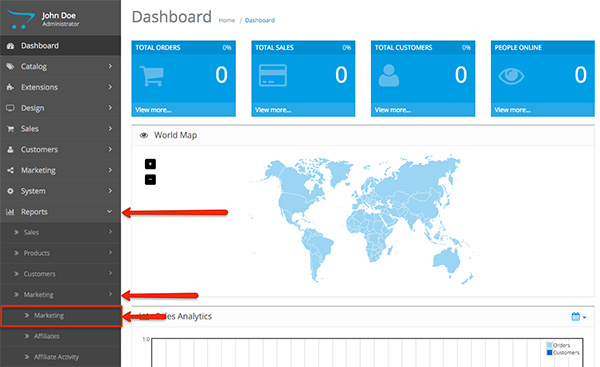 John Doe
Administrator
Dashboard
Catalog
Extensions
Design
Sales
Customers
Marketing
System
Reports
Sales
Products
Customers
Marketing
Marketing
Affiliates
Affiliate Activity
Dashboard Home / Dashboard
TOTAL ORDERS 0%
0
View more...
TOTAL SALES 0%
0
View more...
TOTAL CUSTOMERS 0%
0
View more...
PEOPLE ONLINE
0
View more...
World Map
+
−
Sales Analytics
1.0
Orders
Customers